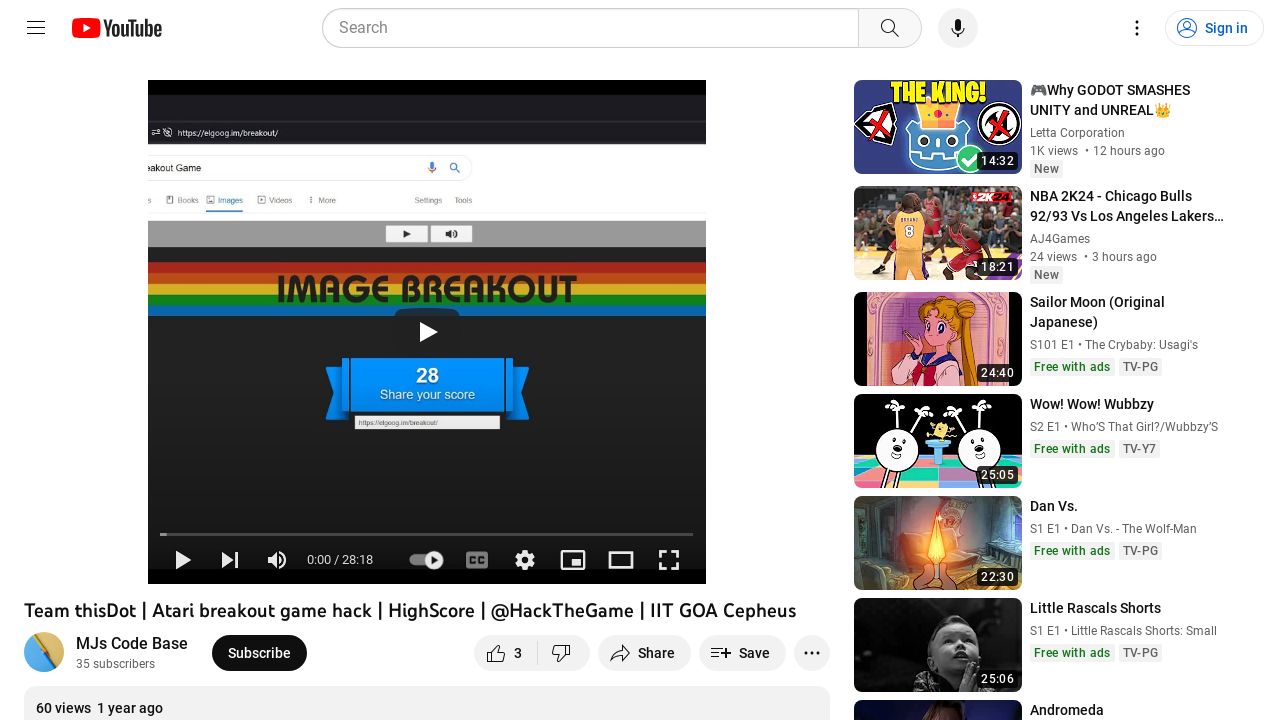 YouTube
Search
Sign in
https://elgoog.im/breakout/
eakout Game
s
Books
Images
Videos
More
Settings
Tools
IMAGE BREAKOUT
28
Share your score
https://elgoog.im/breakout/
0:00 / 28:18
CC
Team thisDot | Atari breakout game hack | HighScore | @HackTheGame | IIT GOA Cepheus
MJs Code Base
35 subscribers
Subscribe
3
Share
Save
60 views 1 year ago
THE KING!
14:32
🎮Why GODOT SMASHES
UNITY and UNREAL👑
Letta Corporation
1K views • 12 hours ago
New
2K24
BRYANT
8
18:21
NBA 2K24 - Chicago Bulls
92/93 Vs Los Angeles Lakers…
AJ4Games
24 views • 3 hours ago
New
24:40
Sailor Moon (Original
Japanese)
S101 E1 • The Crybaby: Usagi's
Free with ads
TV-PG
25:05
Wow! Wow! Wubbzy
S2 E1 • Who’S That Girl?/Wubbzy’S
Free with ads
TV-Y7
22:30
Dan Vs.
S1 E1 • Dan Vs. - The Wolf-Man
Free with ads
TV-PG
25:06
Little Rascals Shorts
S1 E1 • Little Rascals Shorts: Small
Free with ads
TV-PG
Andromeda